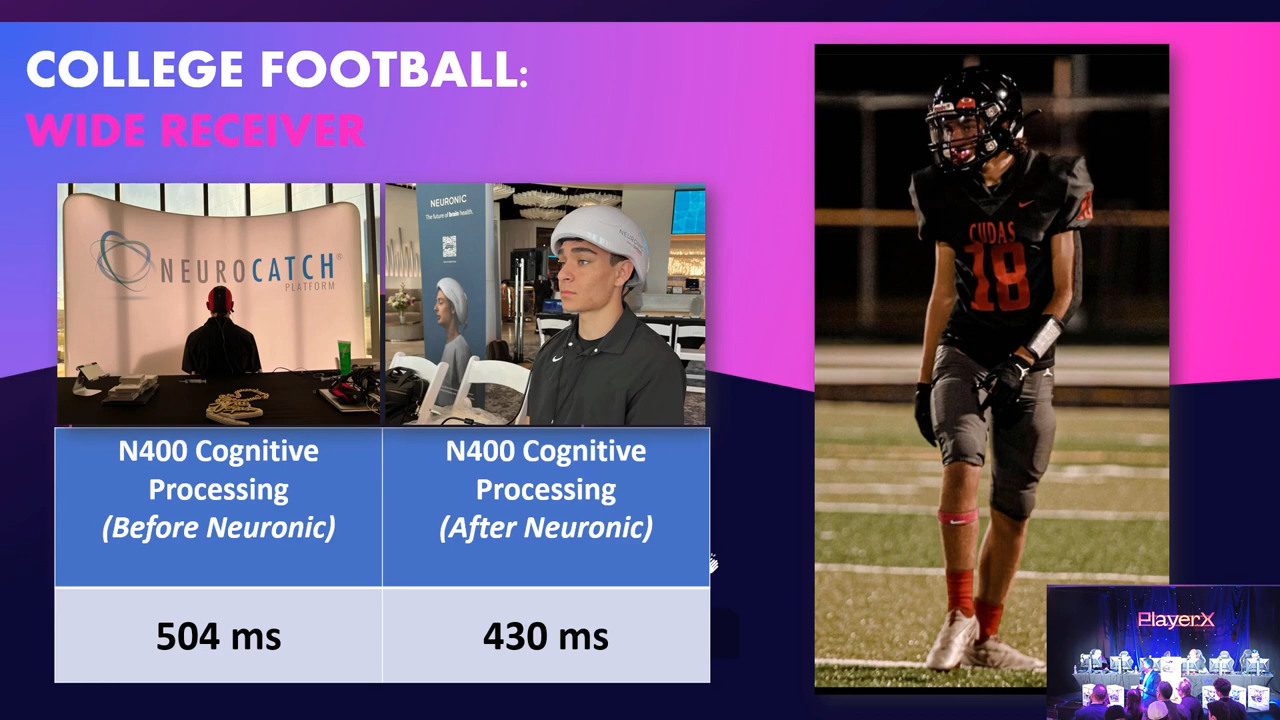 COLLEGE FOOTBALL:
WIDE RECEIVER
NEUROCATCH®
PLATFORM
NEURONIC
The future of brain health.
NEURONIC
CUDAS
18
N400 Cognitive
Processing
(Before Neuronic)
N400 Cognitive
Processing
(After Neuronic)
504 ms
430 ms
PlayerX